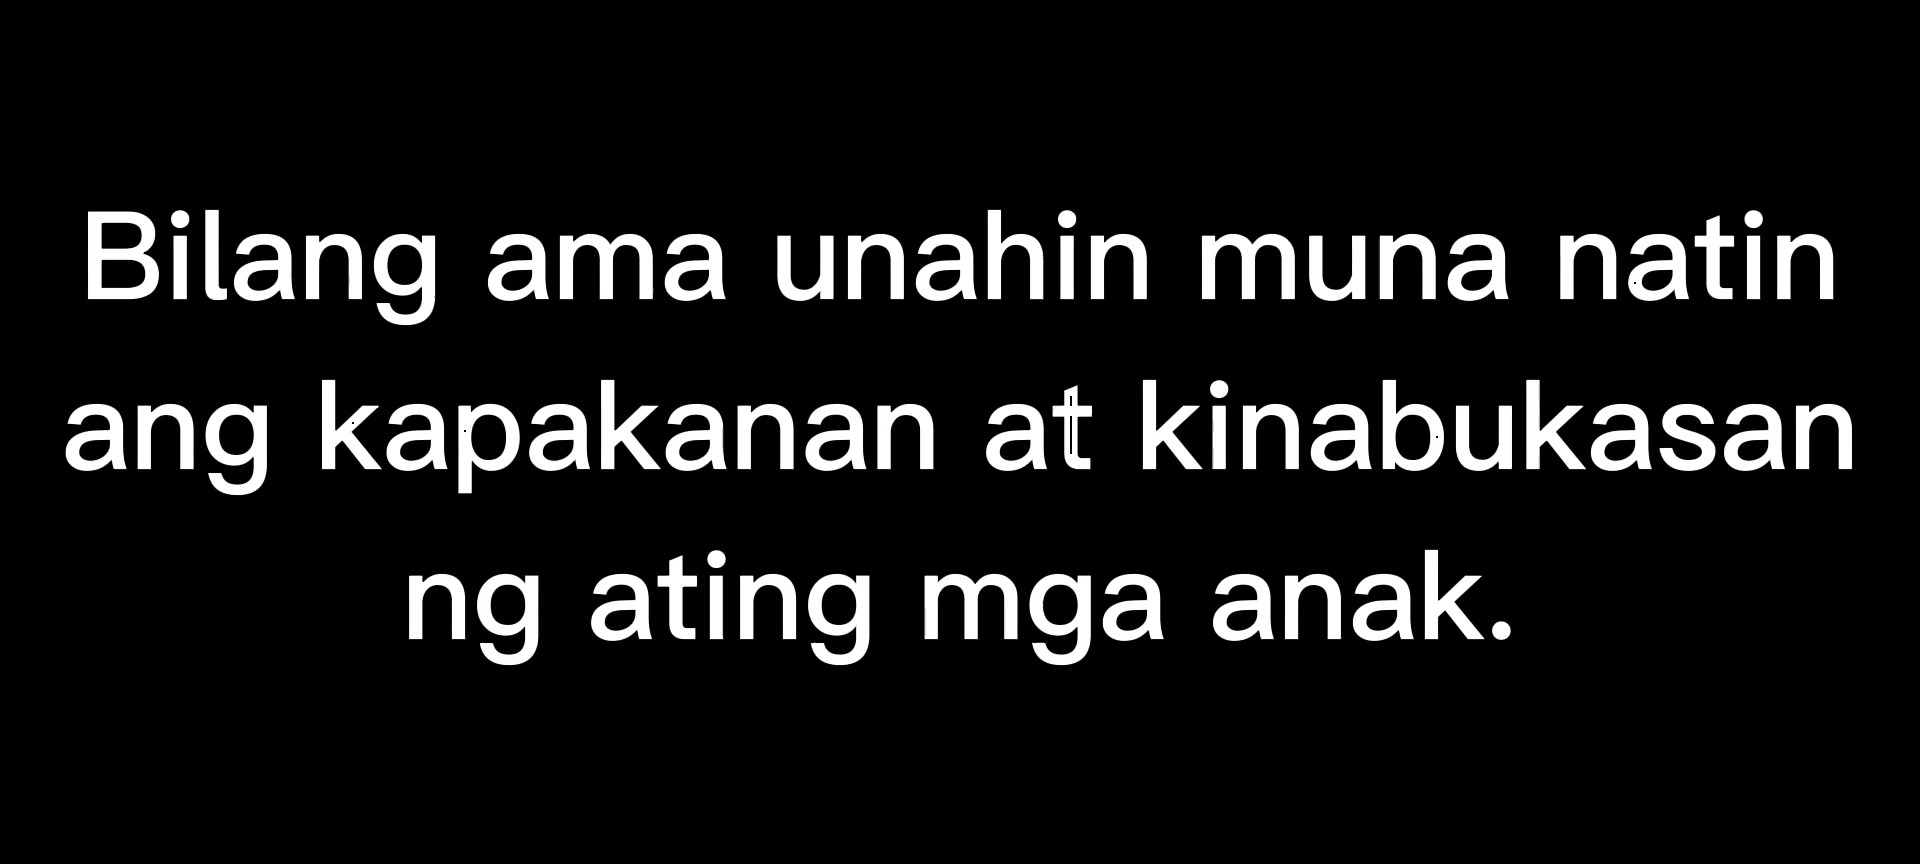 Bilang ama unahin muna natin
ang kapakanan at kinabukasan
ng ating mga anak.